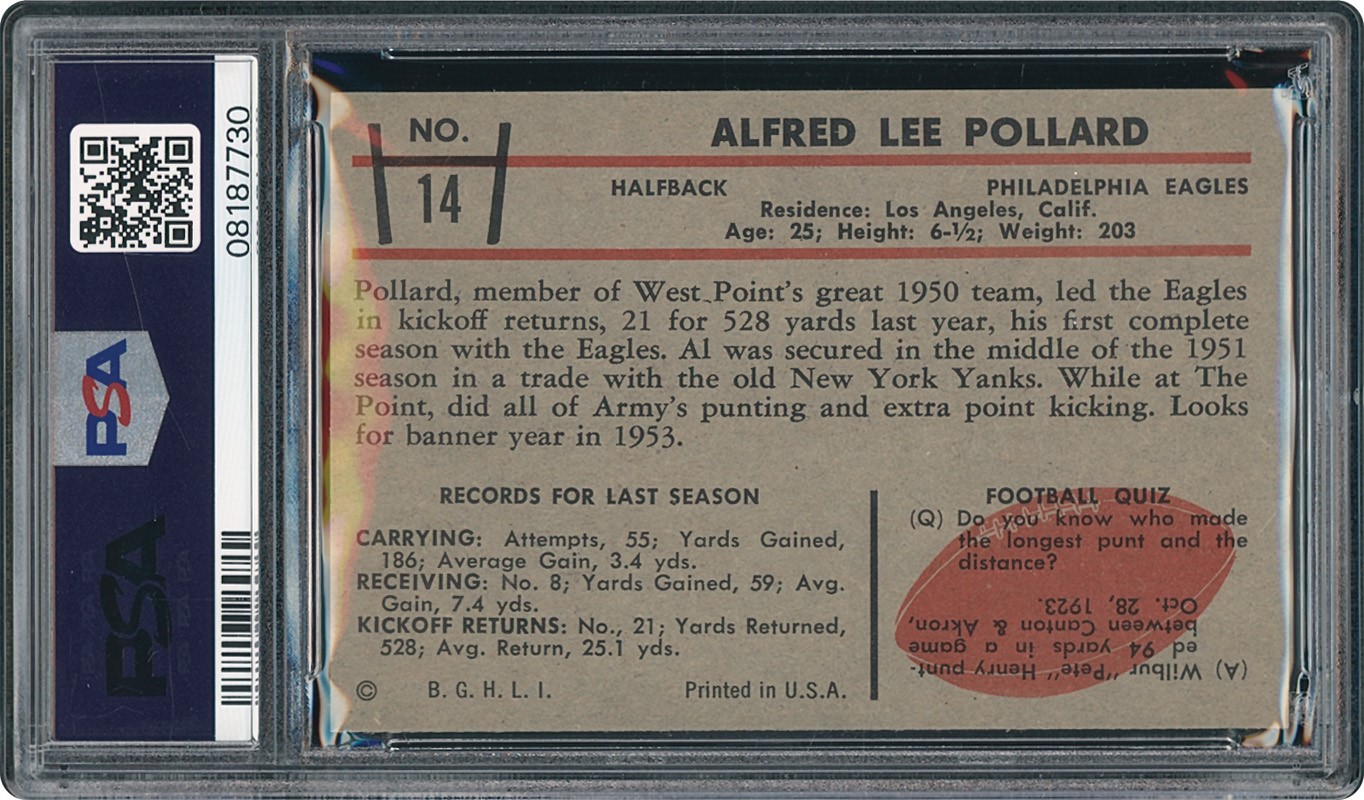 08187730
PSA
PSA
NO.
14
ALFRED LEE POLLARD
HALFBACK PHILADELPHIA EAGLES
Residence: Los Angeles, Calif.
Age: 25; Height: 6-½; Weight: 203
Pollard, member of West Point's great 1950 team, led the Eagles
in kickoff returns, 21 for 528 yards last year, his first complete
season with the Eagles. Al was secured in the middle of the 1951
season in a trade with the old New York Yanks. While at The
Point, did all of Army's punting and extra point kicking. Looks
for banner year in 1953.
RECORDS FOR LAST SEASON
CARRYING: Attempts, 55; Yards Gained,
186; Average Gain, 3.4 yds.
RECEIVING: No. 8; Yards Gained, 59; Avg.
Gain, 7.4 yds.
KICKOFF RETURNS: No., 21; Yards Returned,
528; Avg. Return, 25.1 yds.
© B. G. H. L. I. Printed in U.S.A.
FOOTBALL QUIZ
(Q) Do you know who made
the longest punt and the
distance?
(A) Wilbur "Pete" Henry punt-
ed 94 yards in a game
between Canton & Akron,
Oct. 28, 1923.